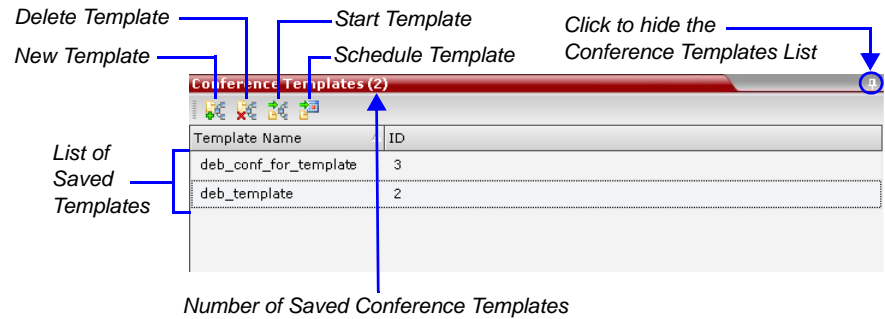 Delete Template
Start Template
Click to hide the
New Template
Schedule Template
Conference Templates List
Conference Templates (2)
Template Name
ID
List of
Saved
Templates
deb_conf_for_template
3
deb_template
2
Number of Saved Conference Templates